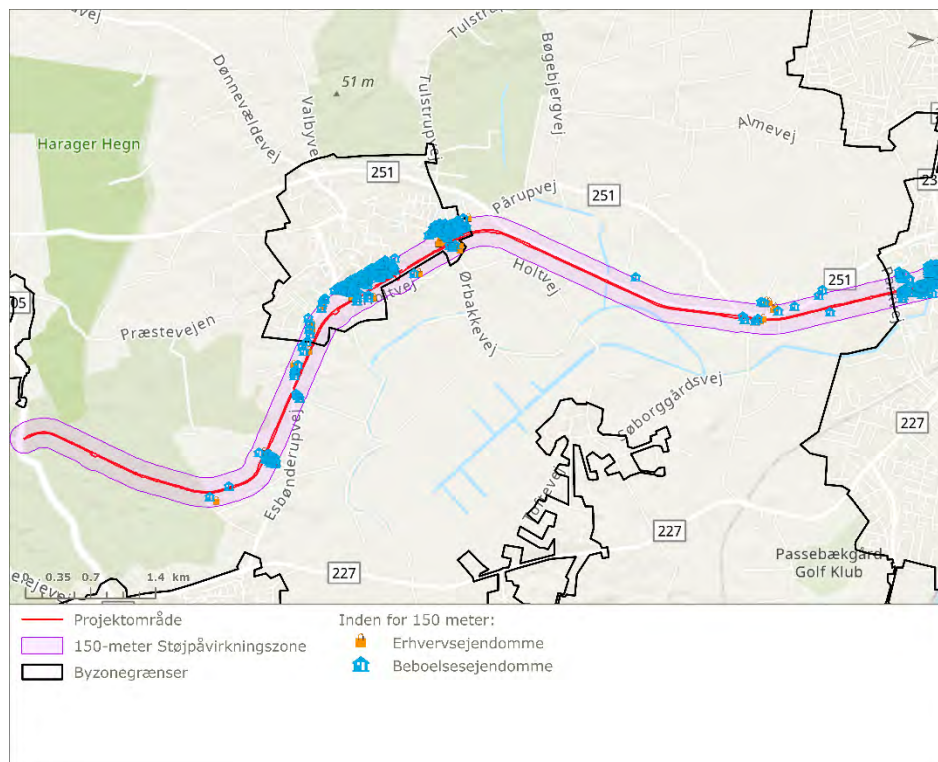 Tulstrup
Bøgebjergvej
Dønnevældevej
Valbyvej
51 m
Tulstrupvej
Almevej
Harager Hegn
251
Pårupvej
251
Holtvej
Ørbakkevej
251
05
Præstevejen
Søborggårdsvej
227
Esbønderupvej
Toftevej
227
Passebækgård
Golf Klub
227
0 0.35 0.7 1.4 km
Projektområde
150-meter Støjpåvirkningszone
Byzonegrænser
Inden for 150 meter:
Erhvervsejendomme
Beboelsesejendomme